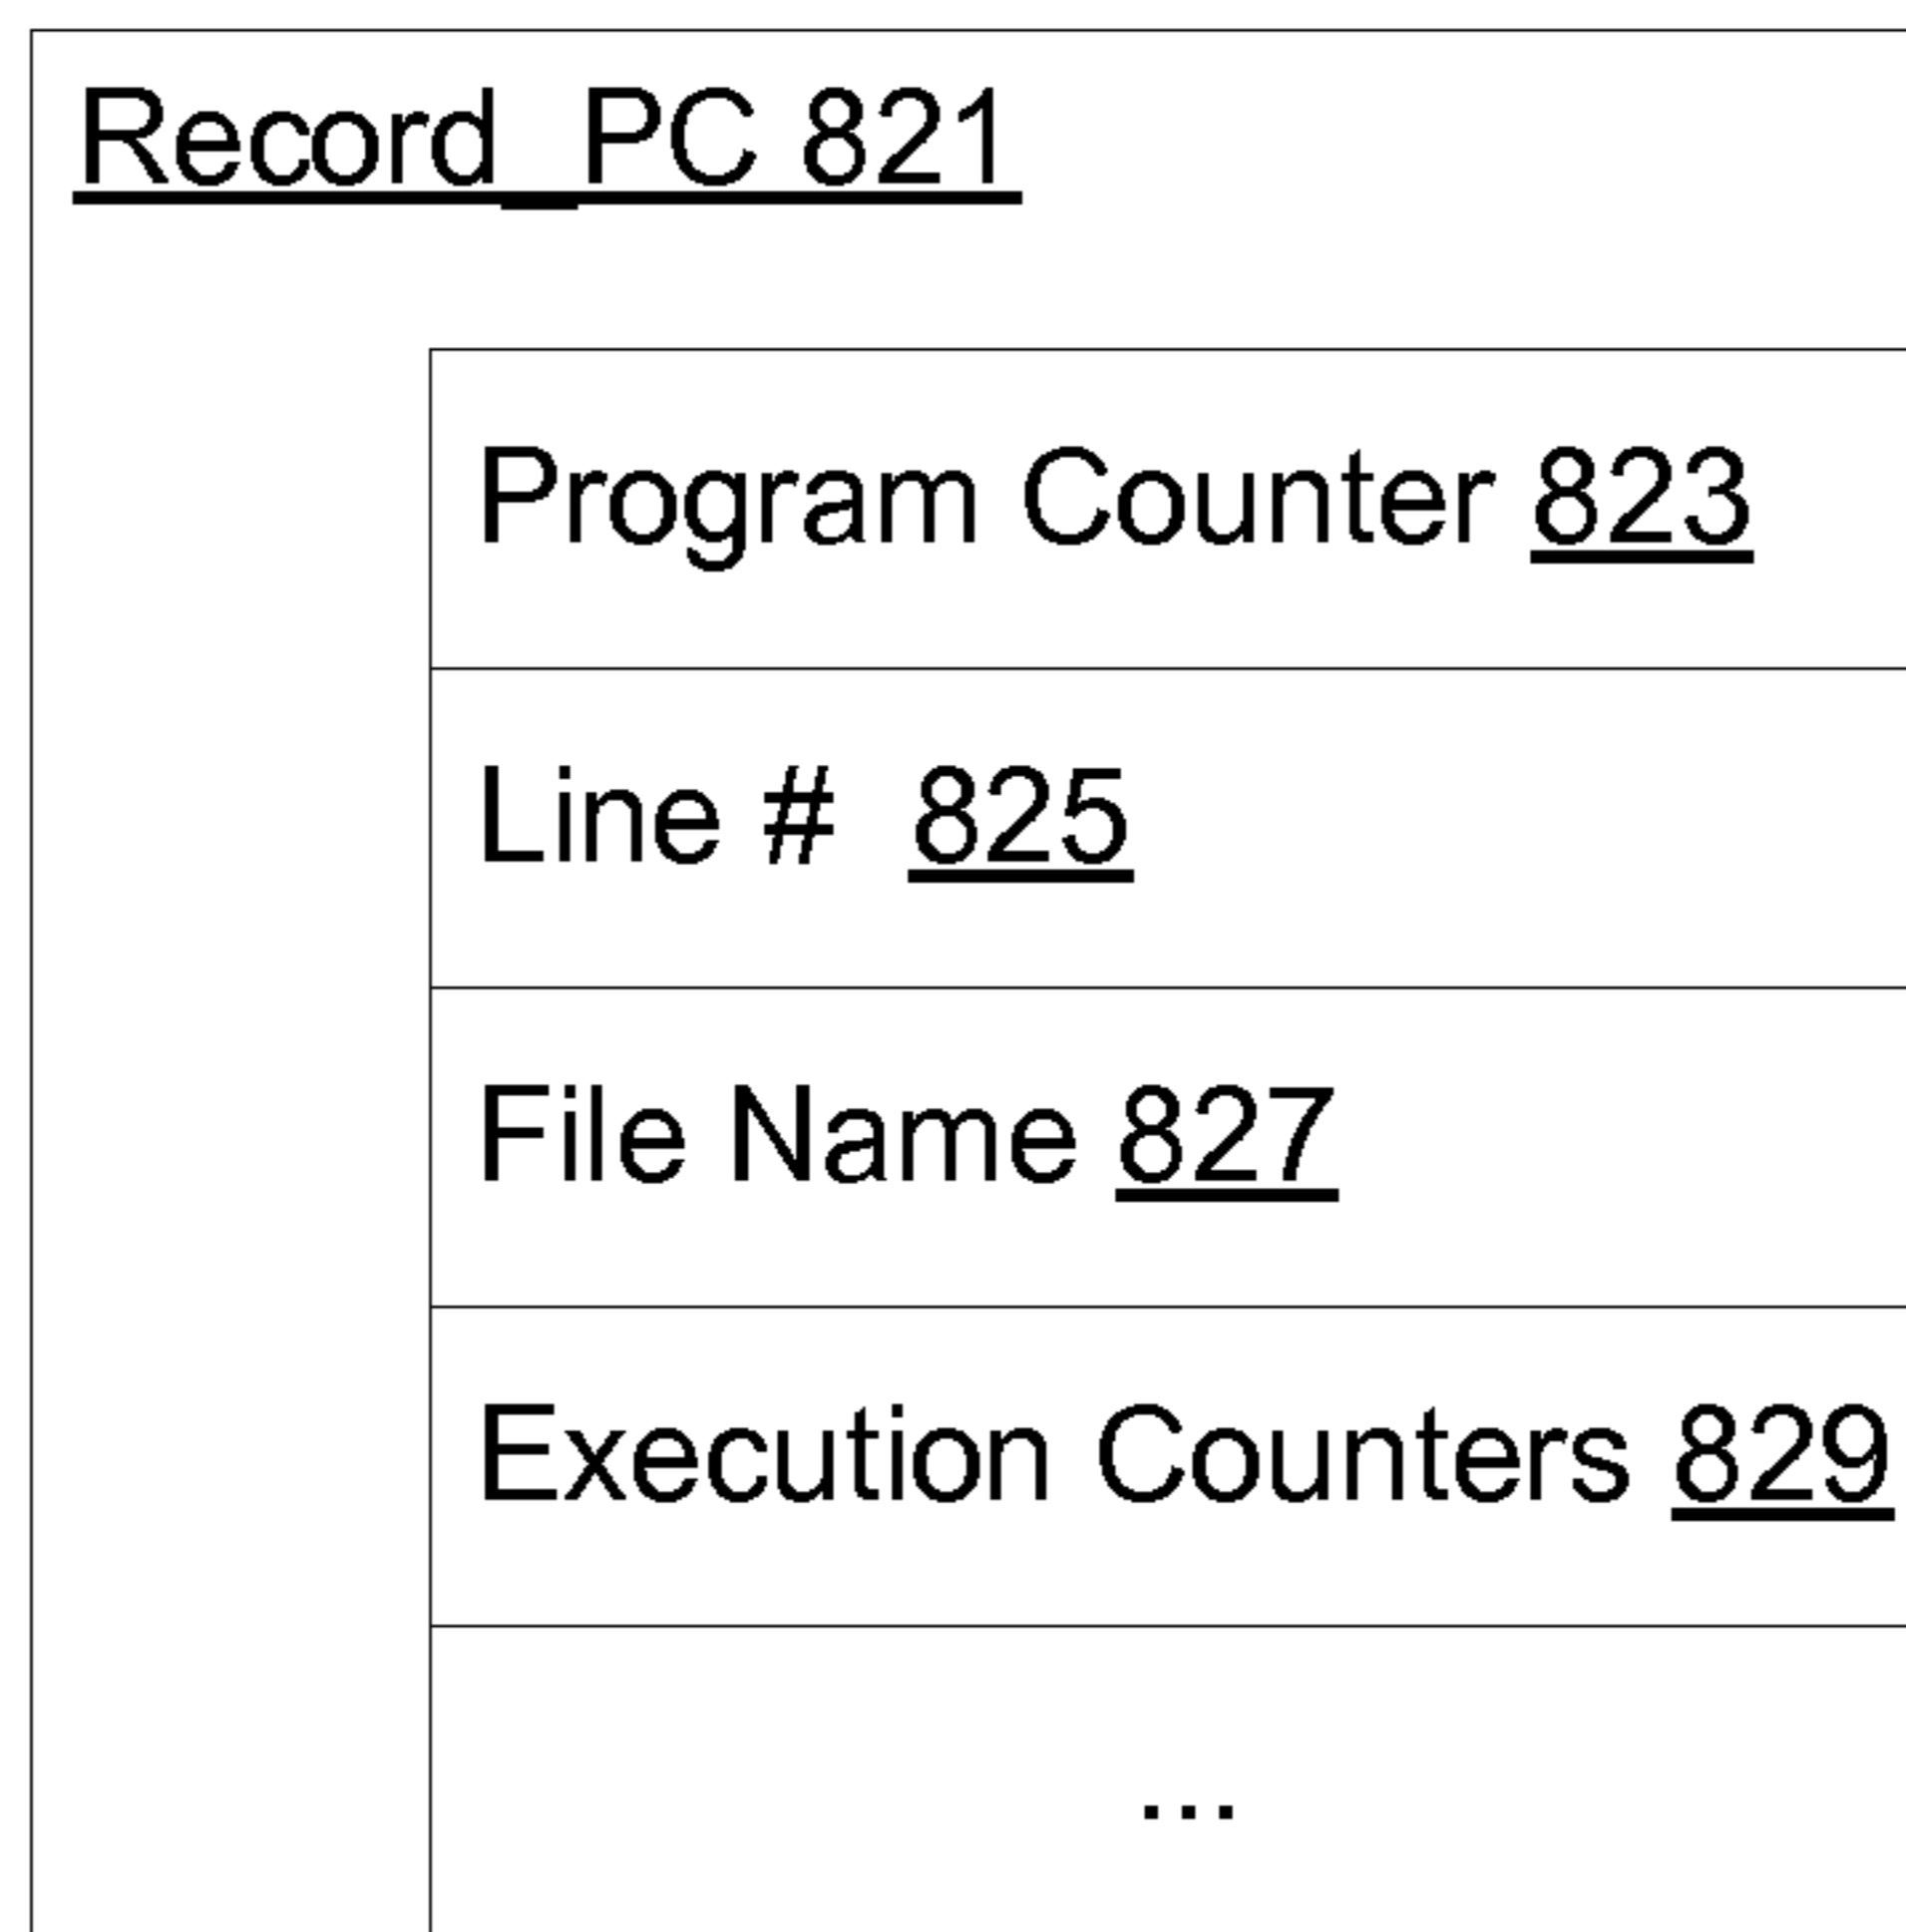 Record_PC 821
Program Counter 823
Line # 825
File Name 827
Execution Counters 829
...